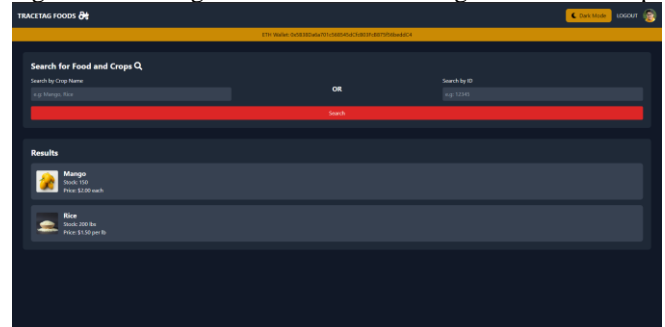 TRACETAG FOODS
Dark Mode
LOGOUT
ETH Wallet:
Search for Food and Crops
Search by Crop Name
OR
Search by ID
e.g. Mango, Rice
e.g. 12345
Search
Results
Mango
Stock: 150
Price: $2.00 each
Rice
Stock: 200 lbs
Price: $1.50 per lb